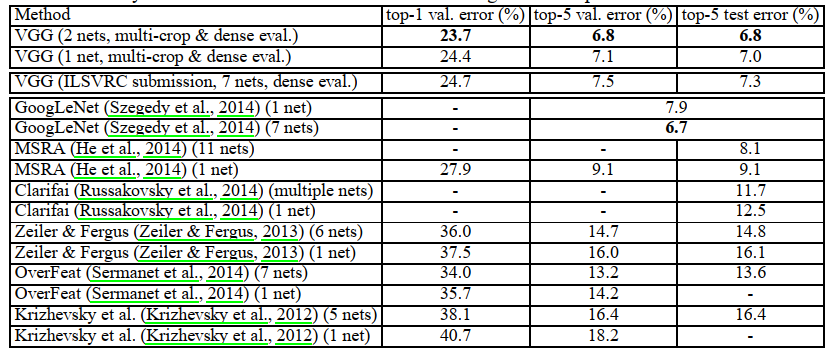 Method top-1 val. error (%) top-5 val. error (%) top-5 test error (%)
VGG (2 nets, multi-crop & dense eval.) 23.7 6.8 6.8
VGG (1 net, multi-crop & dense eval.) 24.4 7.1 7.0
VGG (ILSVRC submission, 7 nets, dense eval.) 24.7 7.5 7.3
GoogLeNet (Szegedy et al., 2014) (1 net) - 7.9
GoogLeNet (Szegedy et al., 2014) (7 nets) - 6.7
MSRA (He et al., 2014) (11 nets) - - 8.1
MSRA (He et al., 2014) (1 net) 27.9 9.1 9.1
Clarifai (Russakovsky et al., 2014) (multiple nets) - - 11.7
Clarifai (Russakovsky et al., 2014) (1 net) - - 12.5
Zeiler & Fergus (Zeiler & Fergus, 2013) (6 nets) 36.0 14.7 14.8
Zeiler & Fergus (Zeiler & Fergus, 2013) (1 net) 37.5 16.0 16.1
OverFeat (Sermanet et al., 2014) (7 nets) 34.0 13.2 13.6
OverFeat (Sermanet et al., 2014) (1 net) 35.7 14.2 -
Krizhevsky et al. (Krizhevsky et al., 2012) (5 nets) 38.1 16.4 16.4
Krizhevsky et al. (Krizhevsky et al., 2012) (1 net) 40.7 18.2 -